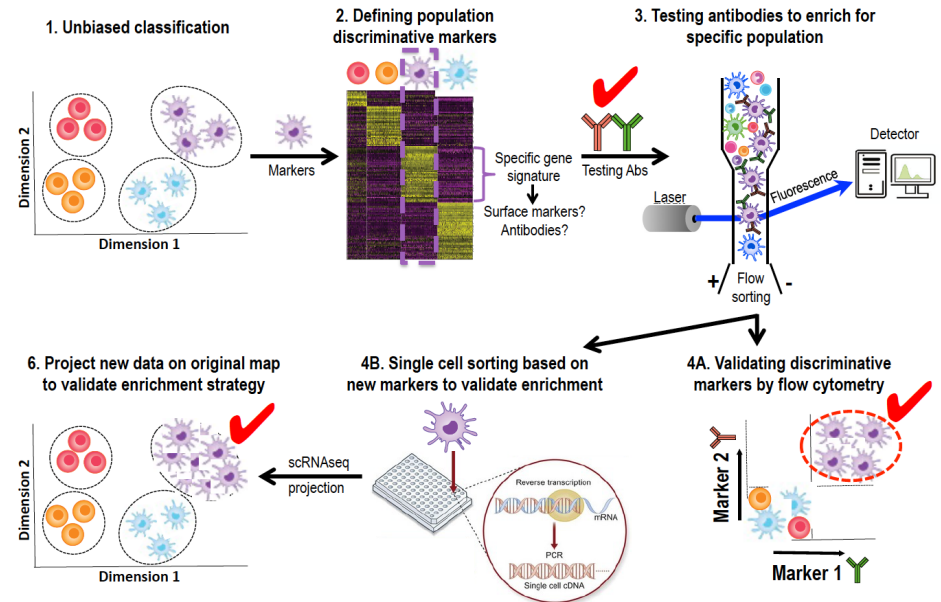 1. Unbiased classification
Dimension 2
Dimension 1
Markers
2. Defining population
discriminative markers
Specific gene
signature
Surface markers?
Antibodies?
Testing Abs
3. Testing antibodies to enrich for
specific population
Detector
Laser
Fluorescence
+
Flow
sorting
-
4A. Validating discriminative
markers by flow cytometry
Marker 2
Marker 1
4B. Single cell sorting based on
new markers to validate enrichment
Reverse transcription
mRNA
PCR
Single cell cDNA
scRNAseq
projection
6. Project new data on original map
to validate enrichment strategy
Dimension 2
Dimension 1